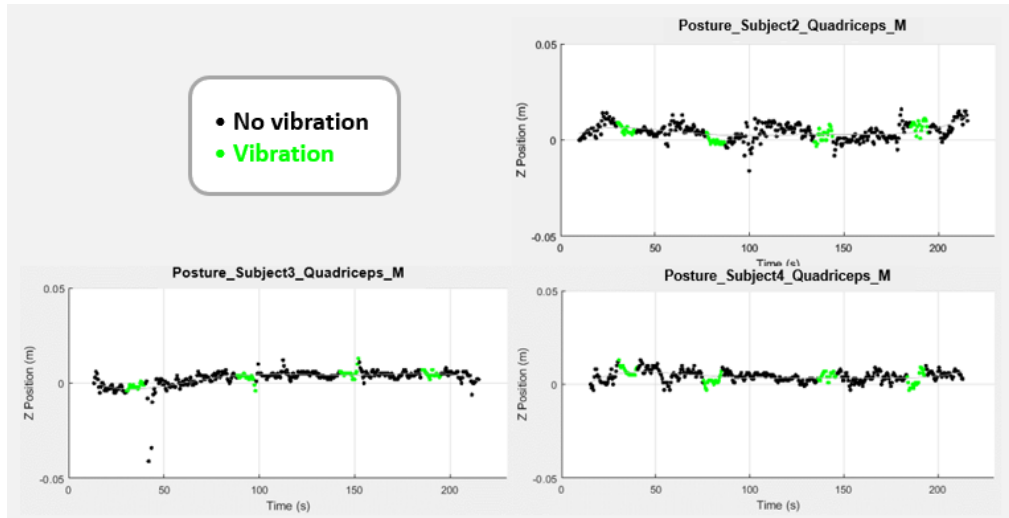 • No vibration
• Vibration
Posture_Subject2_Quadriceps_M
Z Position (m)
0.05
0
-0.05
0 50 100 150 200
Time (s)
Posture_Subject3_Quadriceps_M
Z Position (m)
0.05
0
-0.05
0 50 100 150 200
Time (s)
Posture_Subject4_Quadriceps_M
Z Position (m)
0.05
0
-0.05
0 50 100 150 200
Time (s)